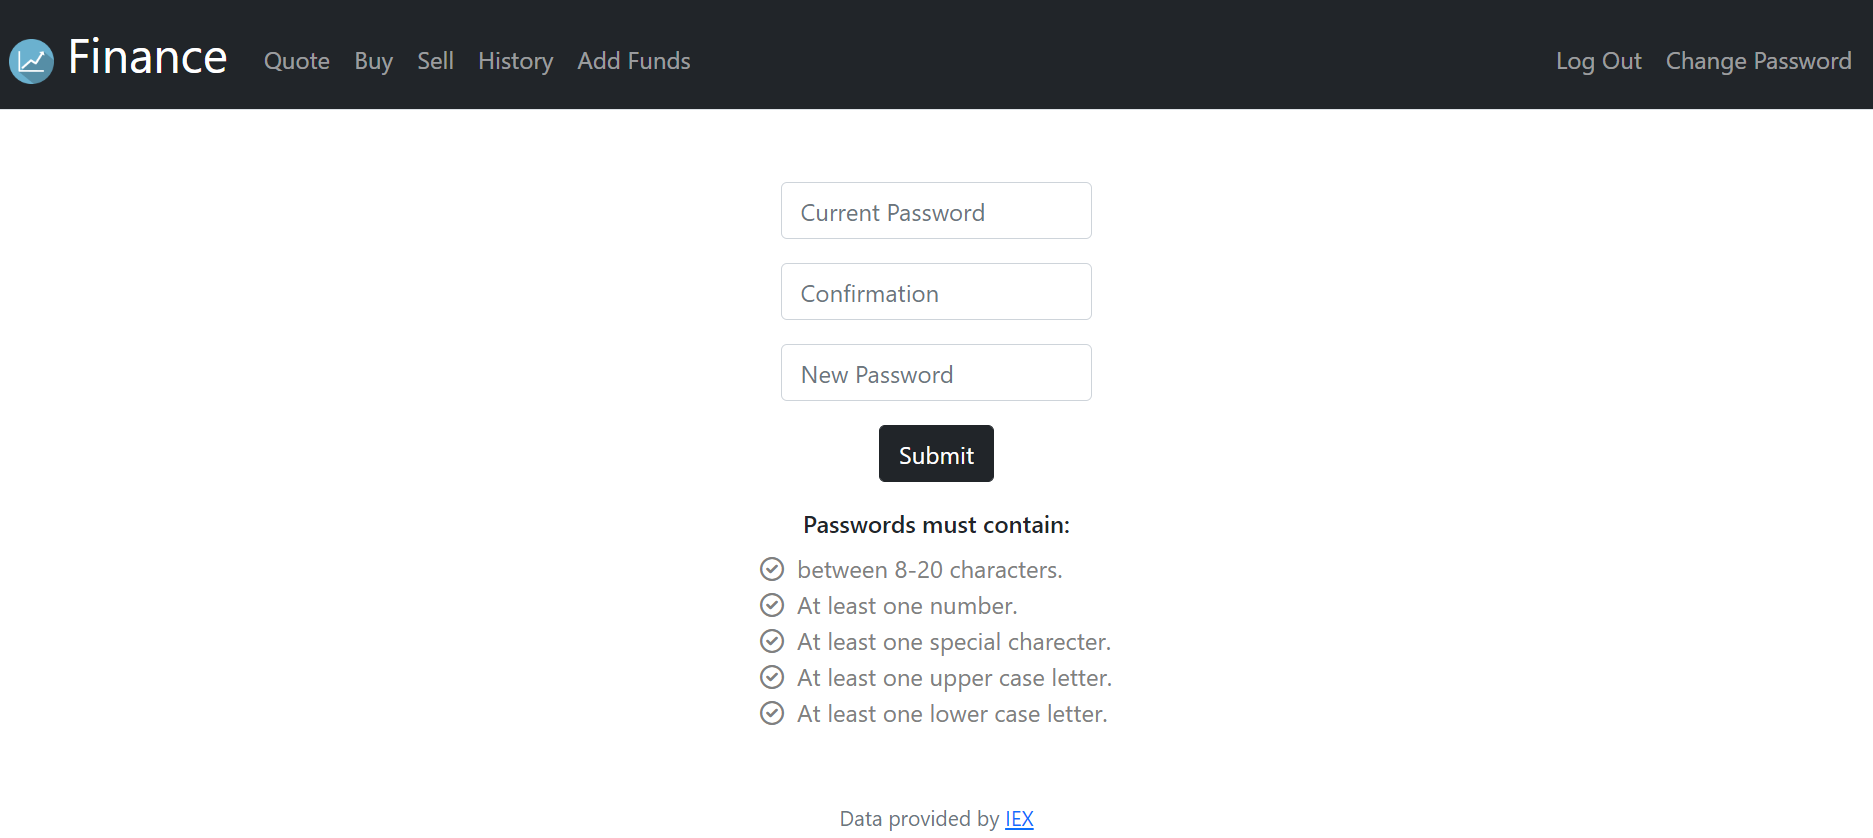 Finance Quote Buy Sell History Add Funds Log Out Change Password
Current Password
Confirmation
New Password
Submit
Passwords must contain:
between 8-20 characters.
At least one number.
At least one special charecter.
At least one upper case letter.
At least one lower case letter.
Data provided by IEX